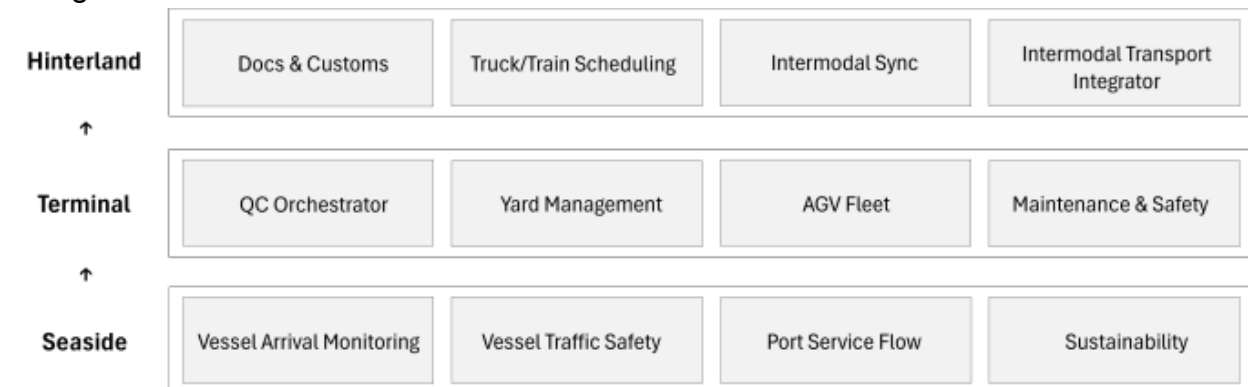 Hinterland
Docs & Customs
Truck/Train Scheduling
Intermodal Sync
Intermodal Transport
Integrator
↑
Terminal
QC Orchestrator
Yard Management
AGV Fleet
Maintenance & Safety
↑
Seaside
Vessel Arrival Monitoring
Vessel Traffic Safety
Port Service Flow
Sustainability